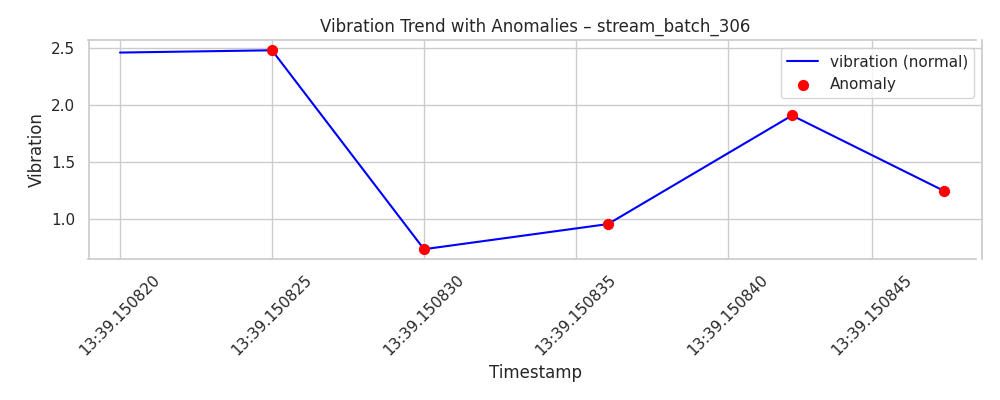 Vibration Trend with Anomalies – stream_batch_306
vibration (normal)
Anomaly
Vibration
2.5
2.0
1.5
1.0
13:39.150820
13:39.150825
13:39.150830
13:39.150835
13:39.150840
13:39.150845
Timestamp